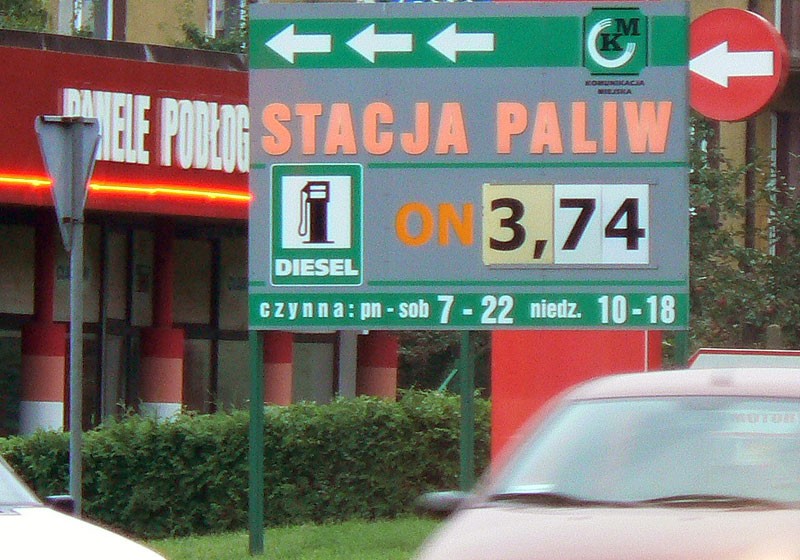 KM
KOMUNIKACJA
MIEJSKA
PANELE PODŁOG
STACJA PALIW
ON 3,74
DIESEL
czynna: pn - sob 7 - 22 niedz. 10 - 18
MOTOR